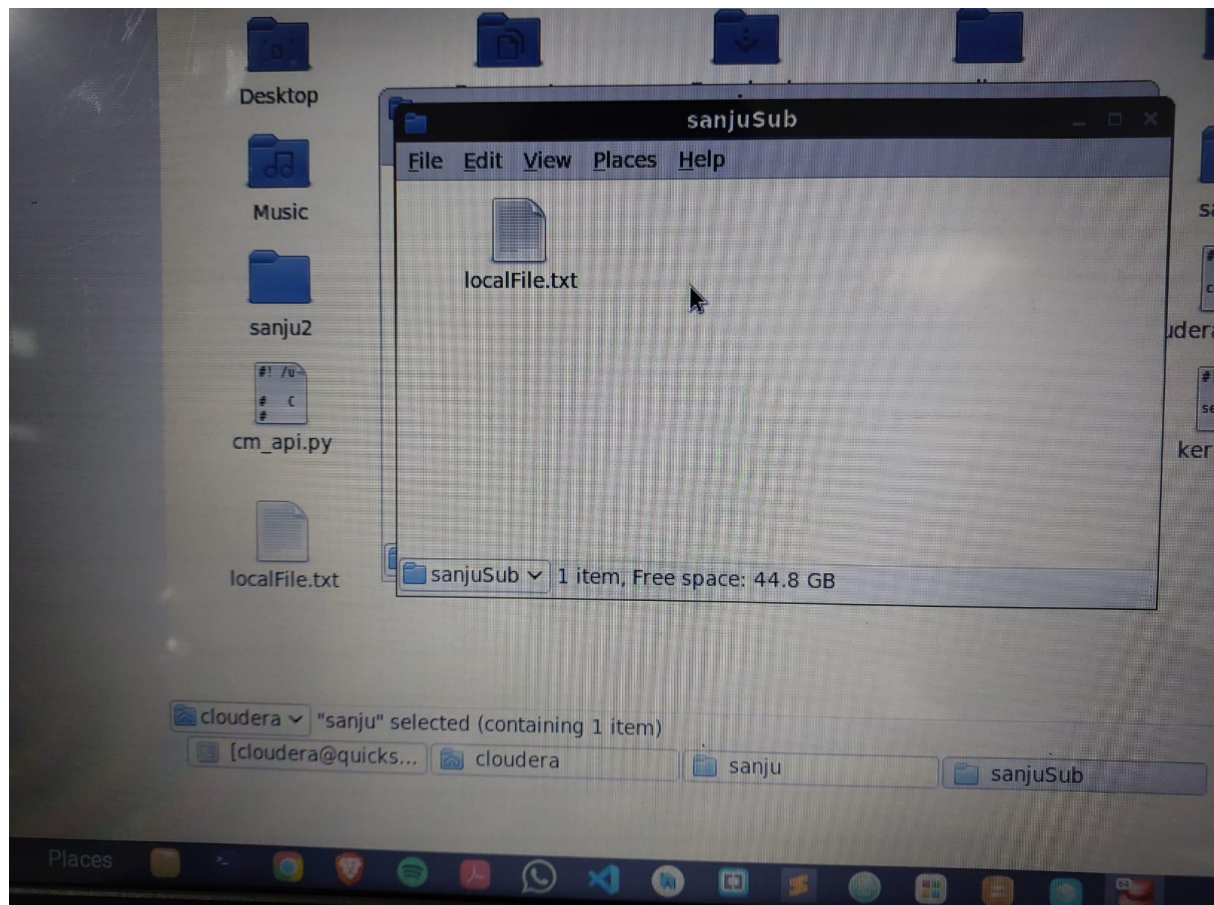 Desktop
sanjuSub
File Edit View Places Help
Music
localFile.txt
sanju2
#! /u
# C
#
cm_api.py
ker
localFile.txt
sanjuSub 1 item, Free space: 44.8 GB
cloudera "sanju" selected (containing 1 item)
[cloudera@quicks... cloudera sanju sanjuSub
Places